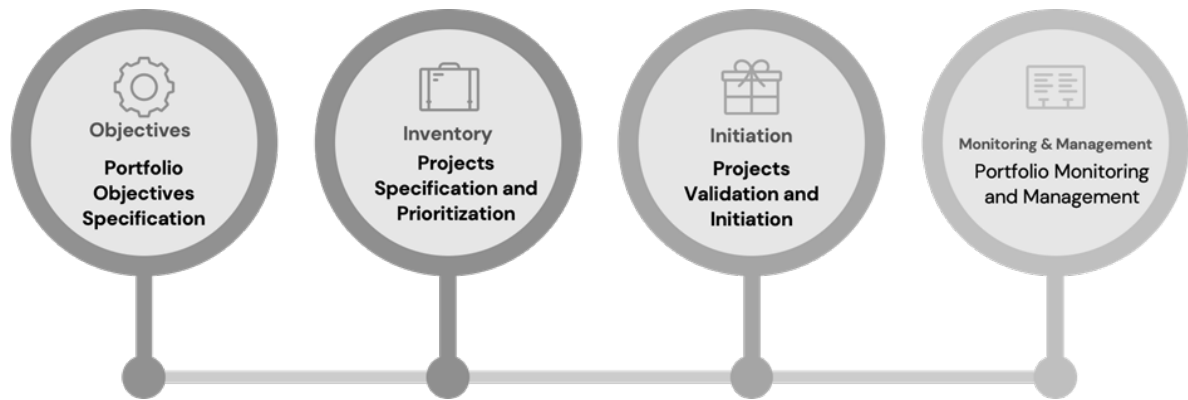 Objectives
Portfolio
Objectives
Specification
Inventory
Projects
Specification and
Prioritization
Initiation
Projects
Validation and
Initiation
Monitoring & Management
Portfolio Monitoring
and Management